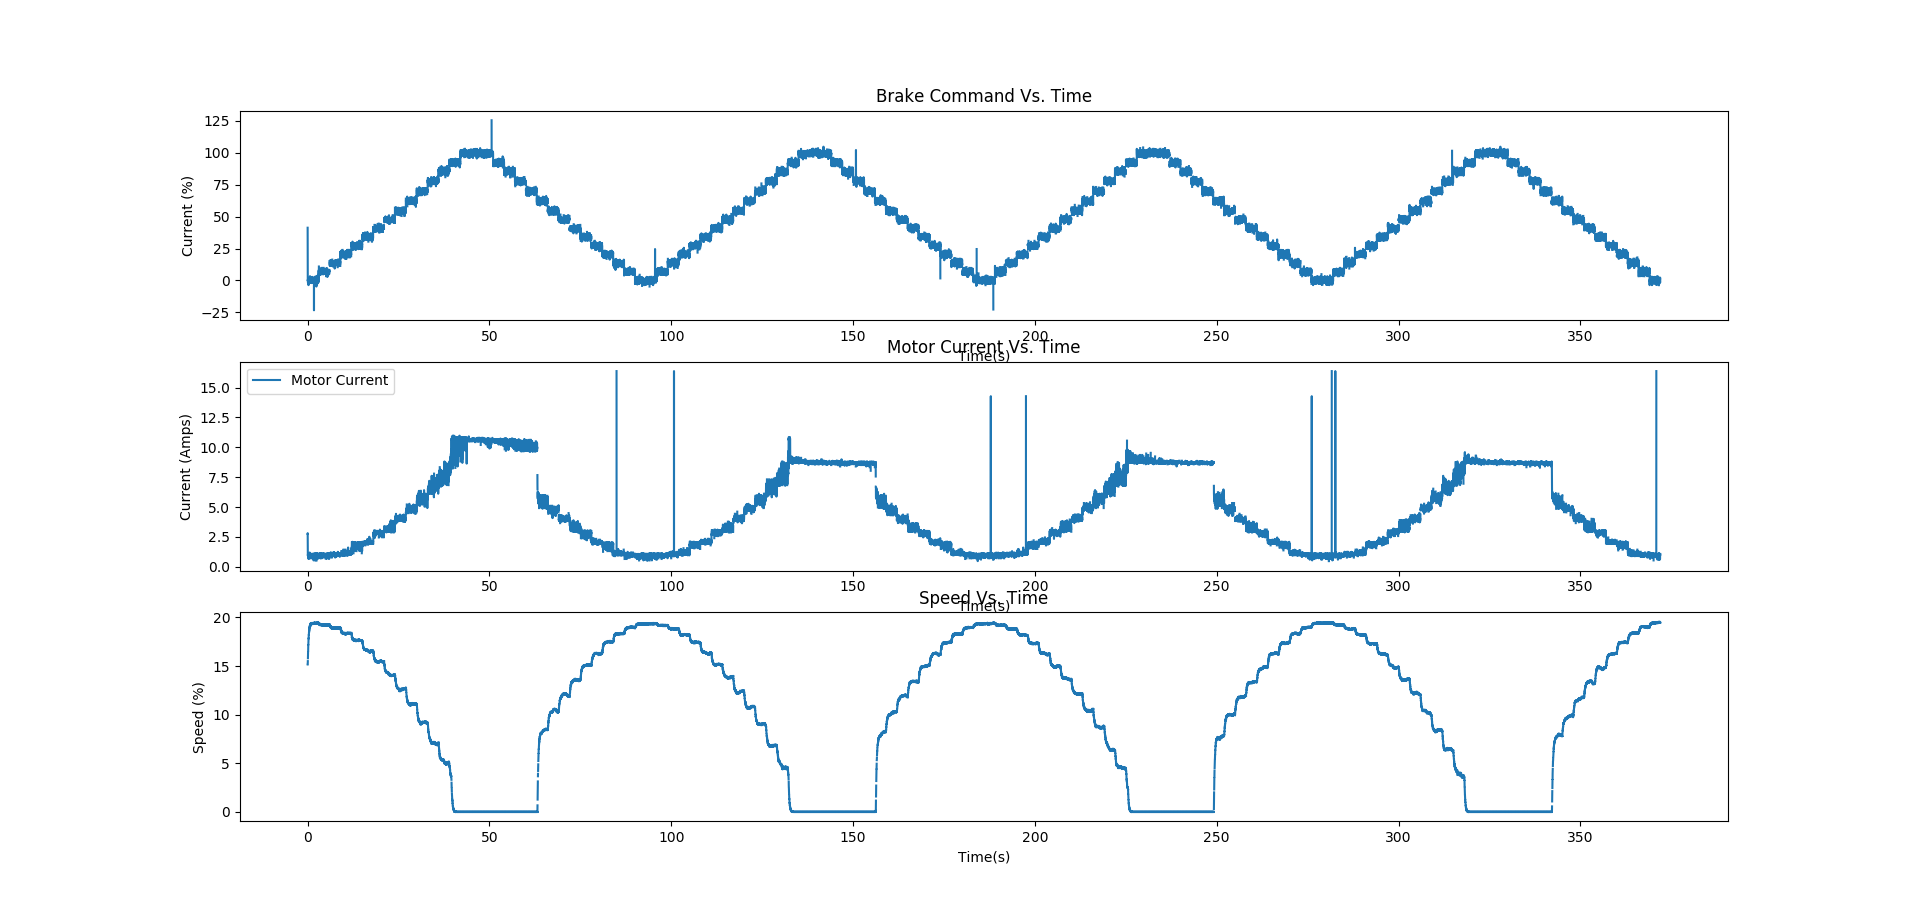 Brake Command Vs. Time
Current (%)
125
100
75
50
25
0
−25
0 50 100 150 200 250 300 350
Time(s)
Motor Current Vs. Time
Motor Current
Current (Amps)
15.0
12.5
10.0
7.5
5.0
2.5
0.0
0 50 100 150 200 250 300 350
Time(s)
Speed Vs. Time
Speed (%)
20
15
10
5
0
0 50 100 150 200 250 300 350
Time(s)